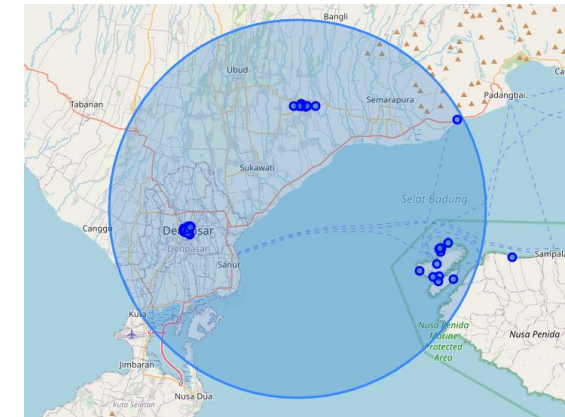 Bangli
Ubud
Tabanan
Semarapura
Padangbai
Ca
Sukawati
Selat Badung
Canggu
Denpasar
Denpasar
Sanur
Sampala
Kuta
Nusa Penida
Marine
Protected
Area
Nusa Penida
Jimbaran
Nusa Dua
Kuta Selatan